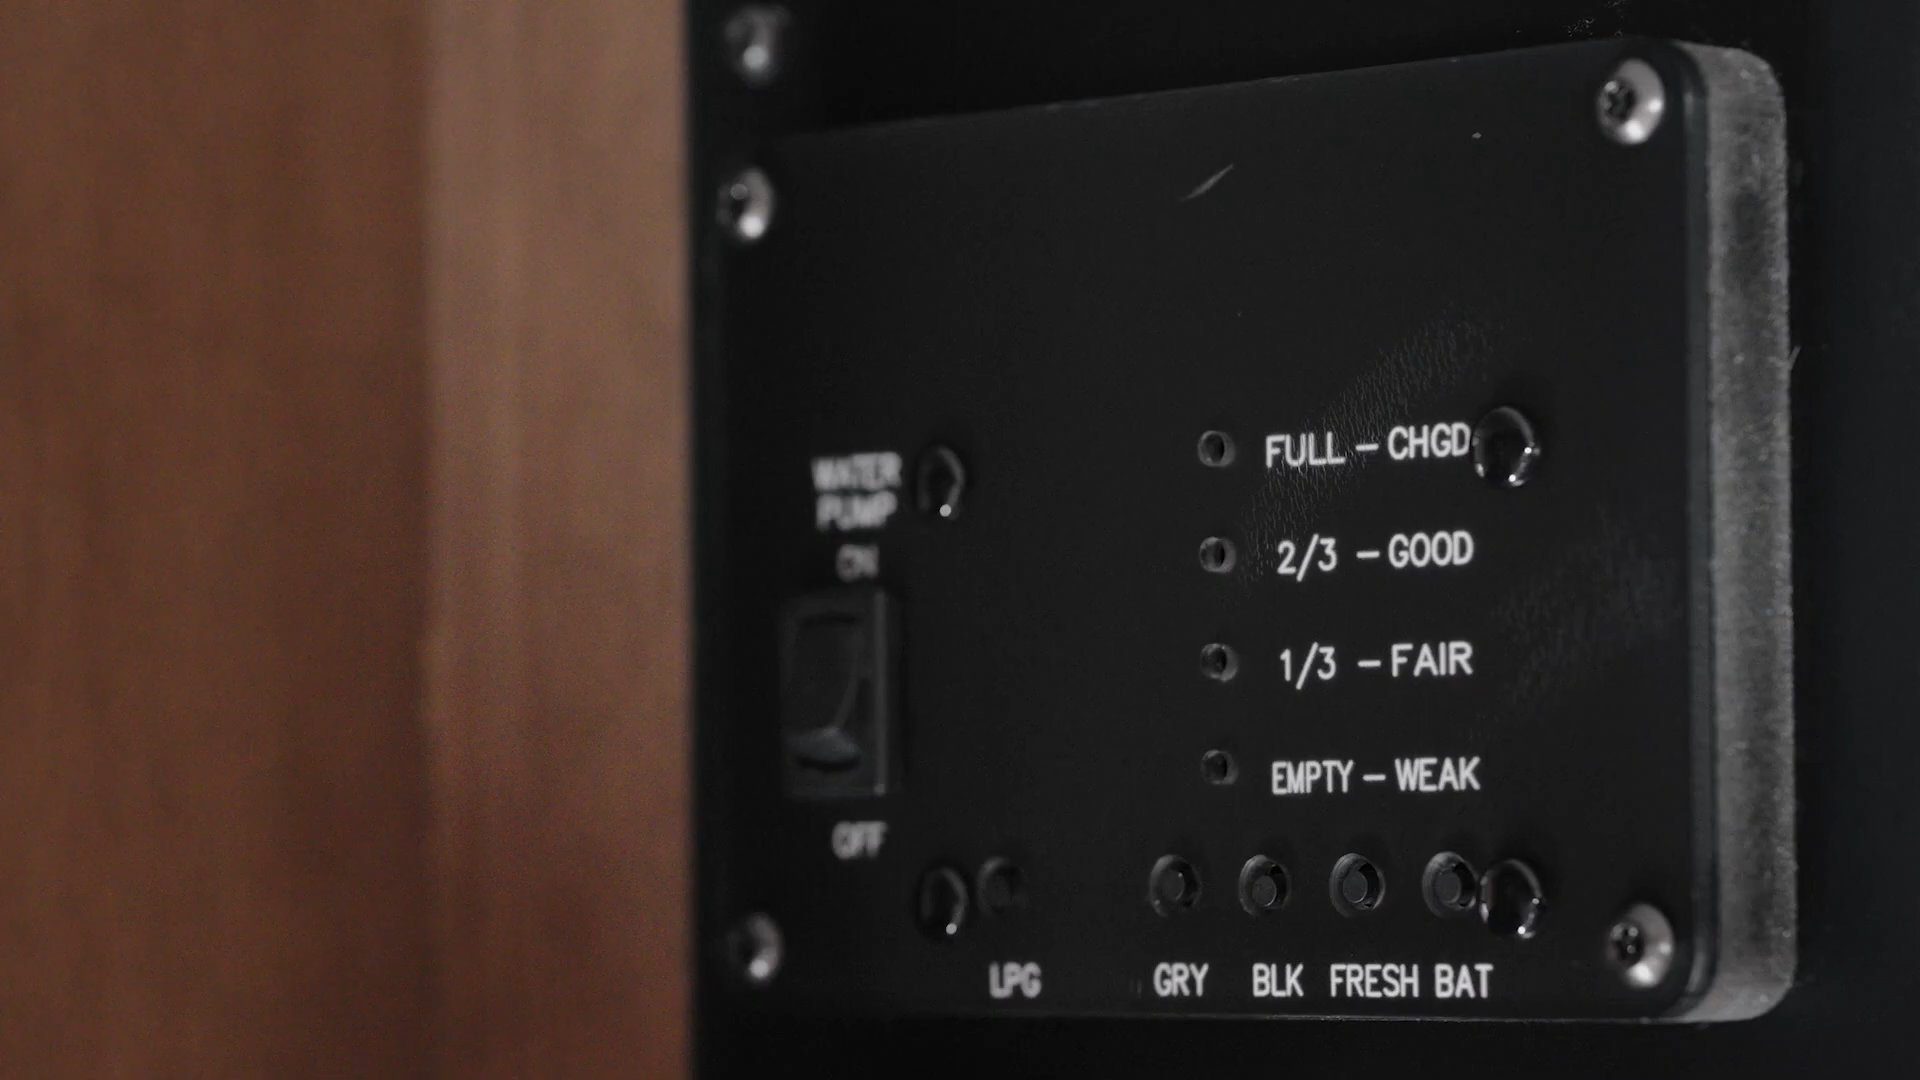 WATER
PUMP
ON
OFF
FULL – CHGD
2/3 – GOOD
1/3 – FAIR
EMPTY – WEAK
LPG GRY BLK FRESH BAT